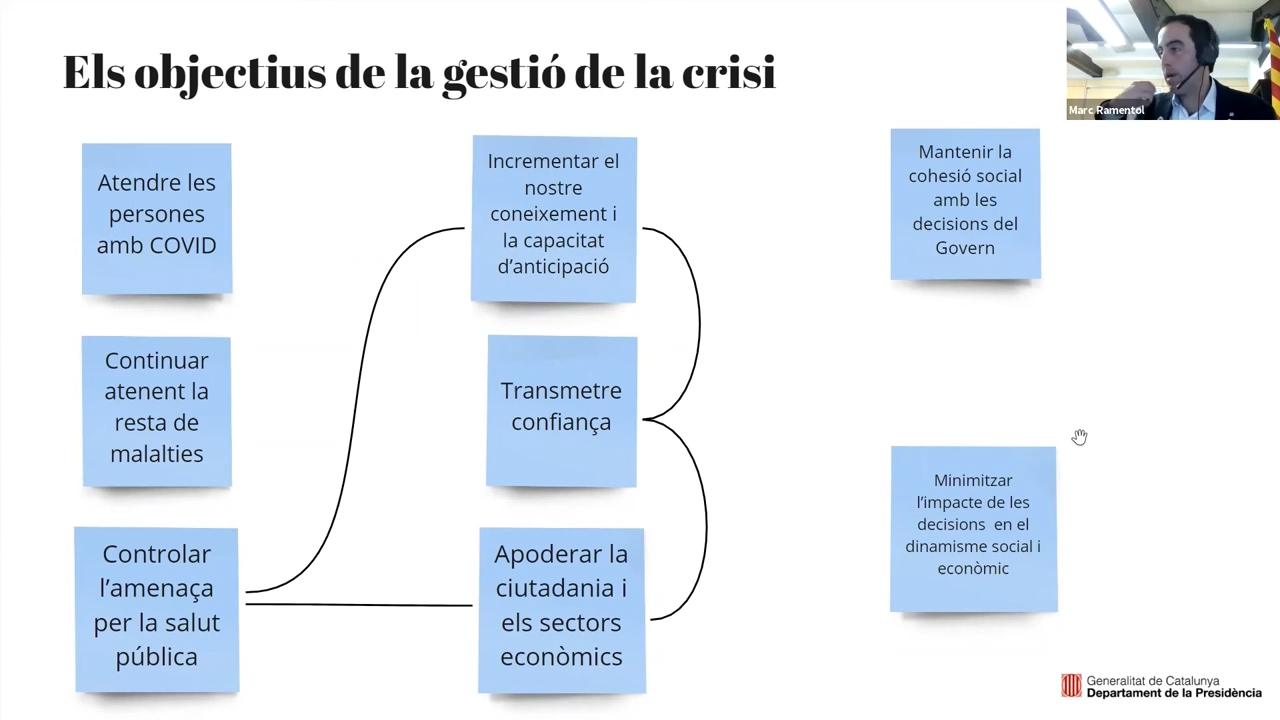 Els objectius de la gestió de la crisi
Marc Ramentol
Atendre les
persones
amb COVID
Incrementar el
nostre
coneixement i
la capacitat
d'anticipació
Mantenir la
cohesió social
amb les
decisions del
Govern
Continuar
atenent la
resta de
malalties
Transmetre
confiança
Controlar
l'amenaça
per la salut
pública
Apoderar la
ciutadania i
els sectors
econòmics
Minimitzar
l'impacte de les
decisions en el
dinamisme social i
econòmic
Generalitat de Catalunya
Departament de la Presidència